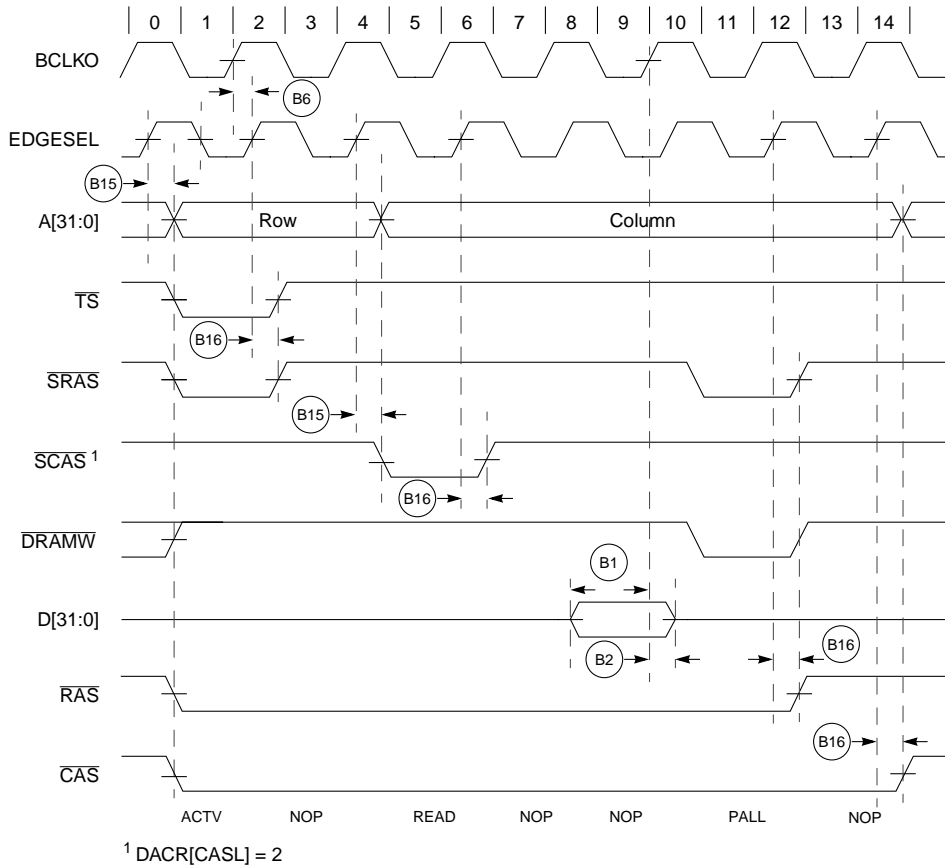 0 1 2 3 4 5 6 7 8 9 10 11 12 13 14
BCLKO
B6
EDGESEL
B15
A[31:0] Row Column
TS
B16
SRAS
B15
SCAS 1
B16
DRAMW
B1
D[31:0]
B2 B16
RAS
B16
CAS
ACTV NOP READ NOP NOP PALL NOP
1 DACR[CASL] = 2